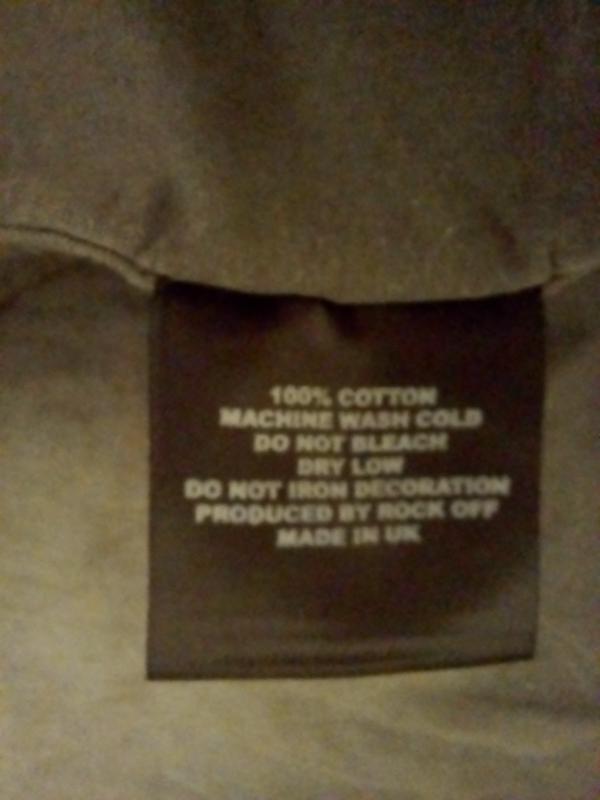 100% COTTON
MACHINE WASH COLD
DO NOT BLEACH
DRY LOW
DO NOT IRON DECORATION
PRODUCED BY ROCK OFF
MADE IN UK